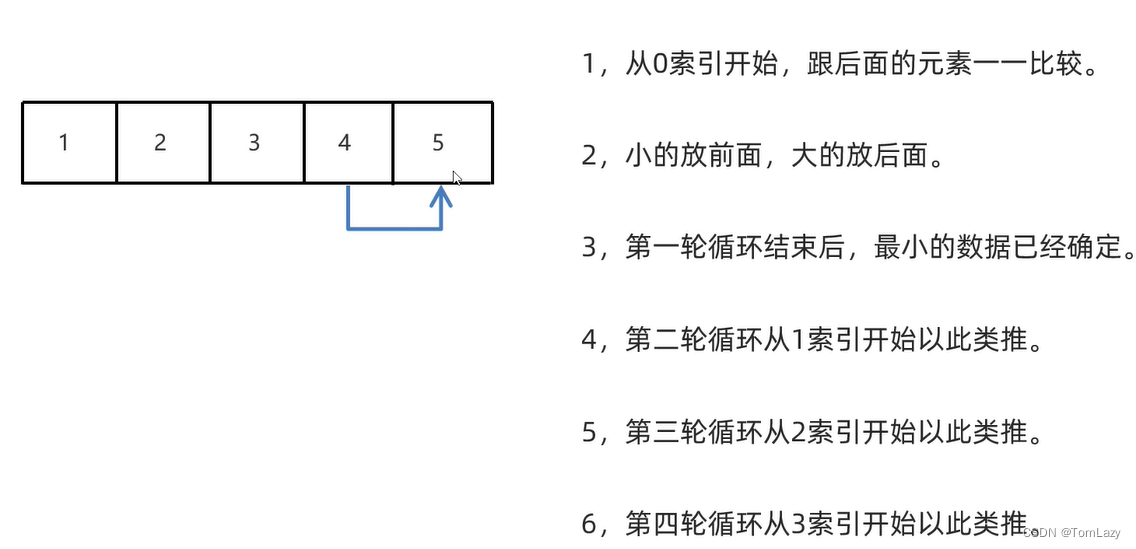 1 2 3 4 5
1，从0索引开始，跟后面的元素一一比较。
2，小的放前面，大的放后面。
3，第一轮循环结束后，最小的数据已经确定。
4，第二轮循环从1索引开始以此类推。
5，第三轮循环从2索引开始以此类推。
6，第四轮循环从3索引开始以此类推。
CSDN @TomLazy